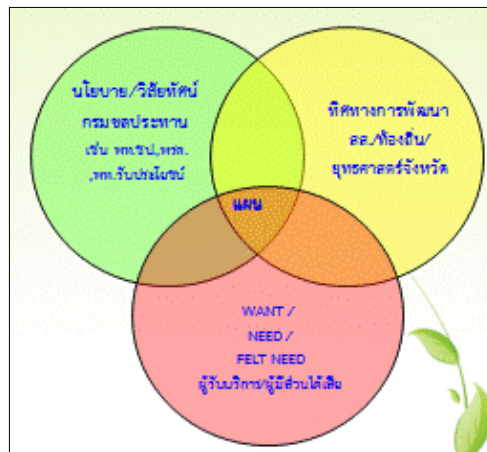 นโยบาย/วิสัยทัศน์
กรมชลประทาน
เช่น พท.ชป.,พรด.
,พท.รับประโยชน์
ทิศทางการพัฒนา
สส./ท้องถิ่น/
ยุทธศาสตร์จังหวัด
แผน
WANT /
NEED /
FELT NEED
ผู้รับบริการ/ผู้มีส่วนได้เสีย